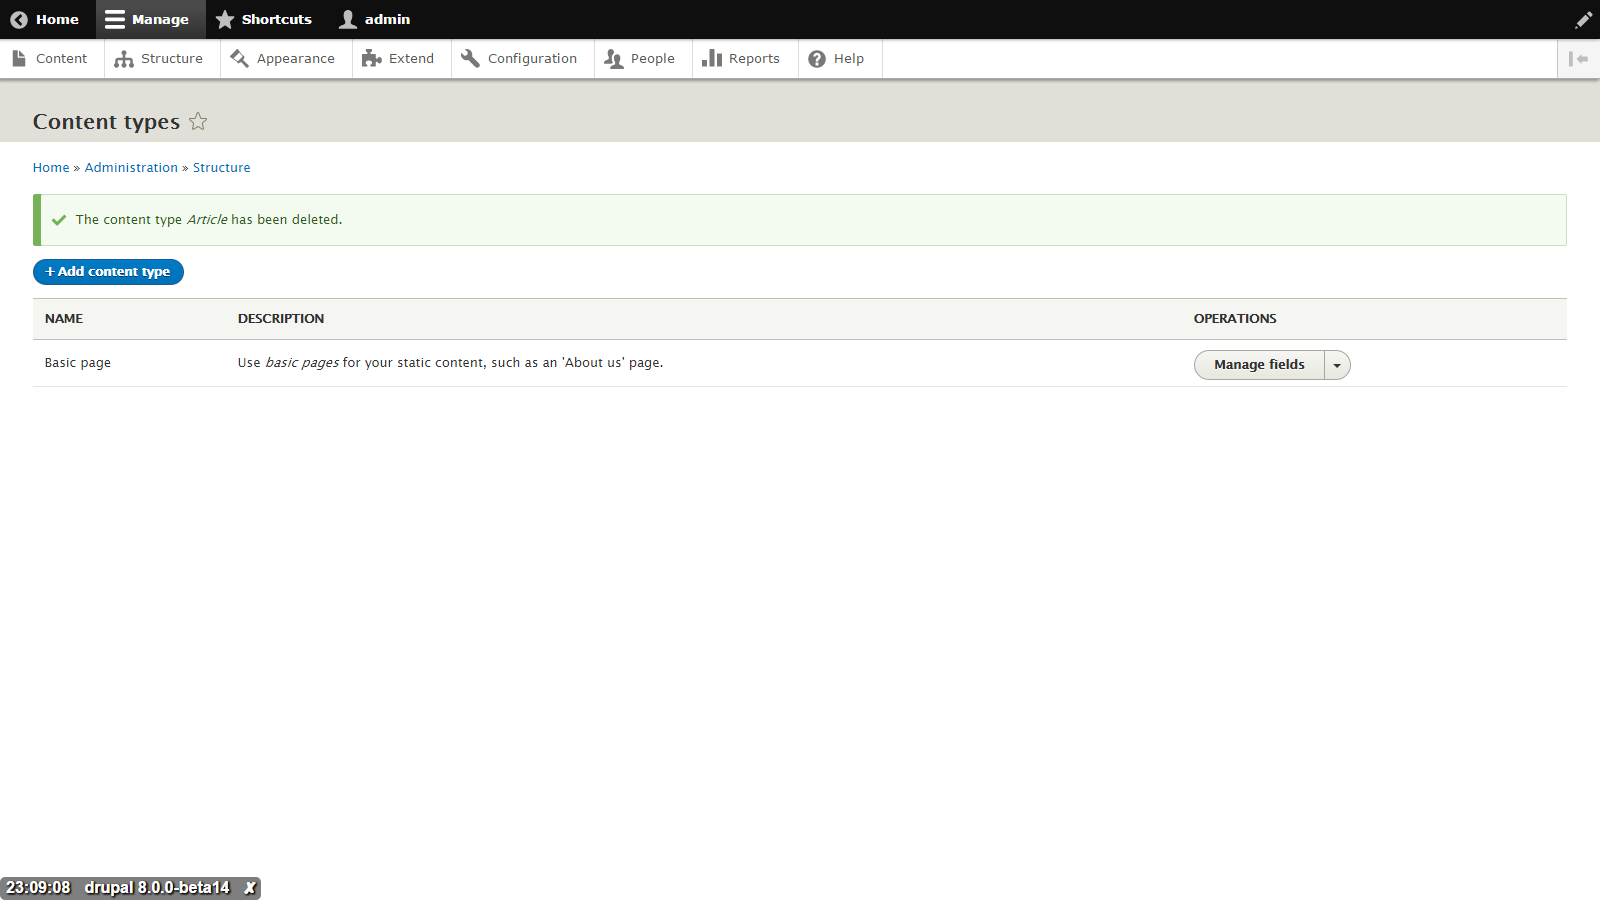 Home Manage Shortcuts admin
Content Structure Appearance Extend Configuration People Reports Help
Content types
Home » Administration » Structure
The content type Article has been deleted.
+ Add content type
NAME DESCRIPTION OPERATIONS
Basic page Use basic pages for your static content, such as an 'About us' page. Manage fields
23:09:08 drupal 8.0.0-beta14 ✘